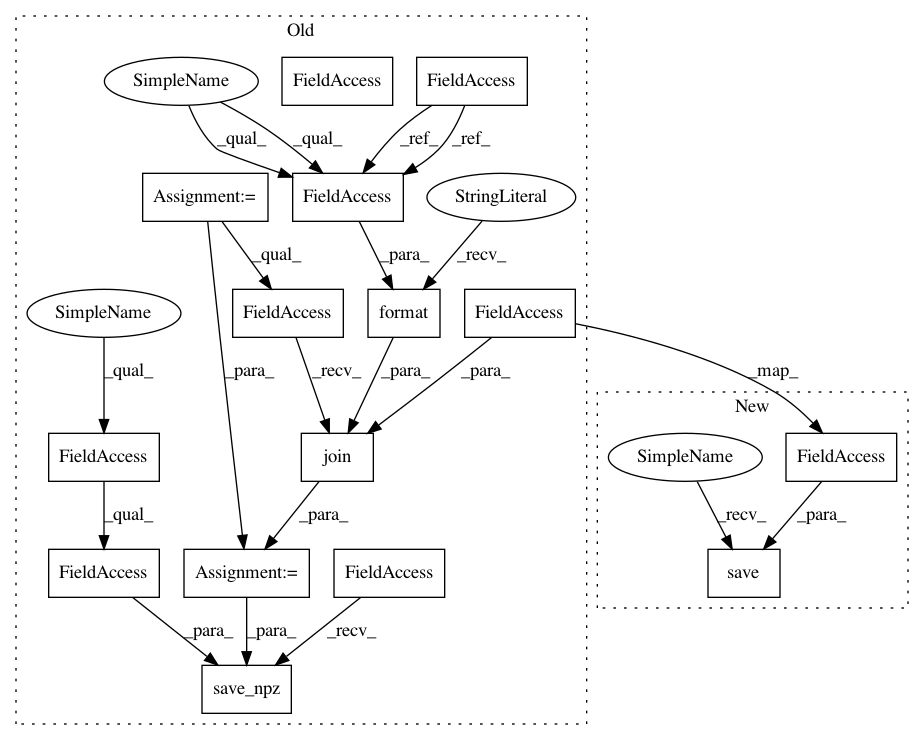 Old
SimpleName
FieldAccess
FieldAccess
_qual_
_qual_
_ref_
_ref_
Assignment:=
FieldAccess
StringLiteral
_qual_
_para_
_recv_
SimpleName
FieldAccess
format
FieldAccess
_qual_
_para_
_recv_
_para_
_para_
_map_
New
FieldAccess
join
SimpleName
FieldAccess
_qual_
_para_
_recv_
_para_
FieldAccess
Assignment:=
FieldAccess
save
_para_
_para_
_recv_
save_npz